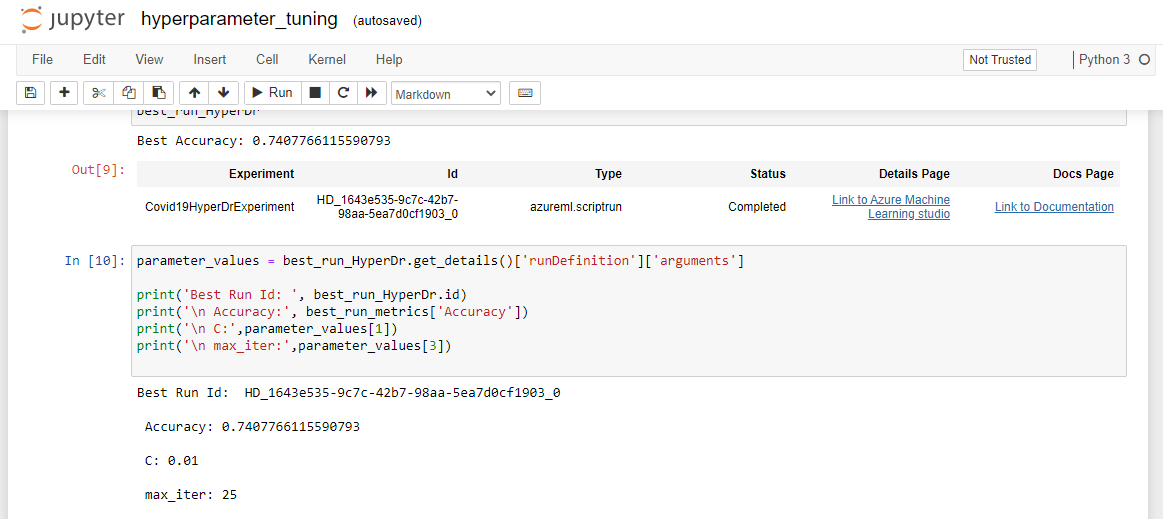 jupyter hyperparameter_tuning (autosaved)
File Edit View Insert Cell Kernel Help Not Trusted Python 3
Run Markdown
best_run_HyperDr
Best Accuracy: 0.7407766115590793
Out[9]:
Experiment Id Type Status Details Page Docs Page
Covid19HyperDrExperiment HD_1643e535-9c7c-42b7-98aa-5ea7d0cf1903_0 azureml.scriptrun Completed Link to Azure Machine Learning studio Link to Documentation
In [10]: parameter_values = best_run_HyperDr.get_details()['runDefinition']['arguments']
print('Best Run Id: ', best_run_HyperDr.id)
print('\n Accuracy:', best_run_metrics['Accuracy'])
print('\n C:',parameter_values[1])
print('\n max_iter:',parameter_values[3])
Best Run Id:  HD_1643e535-9c7c-42b7-98aa-5ea7d0cf1903_0
Accuracy: 0.7407766115590793
C: 0.01
max_iter: 25